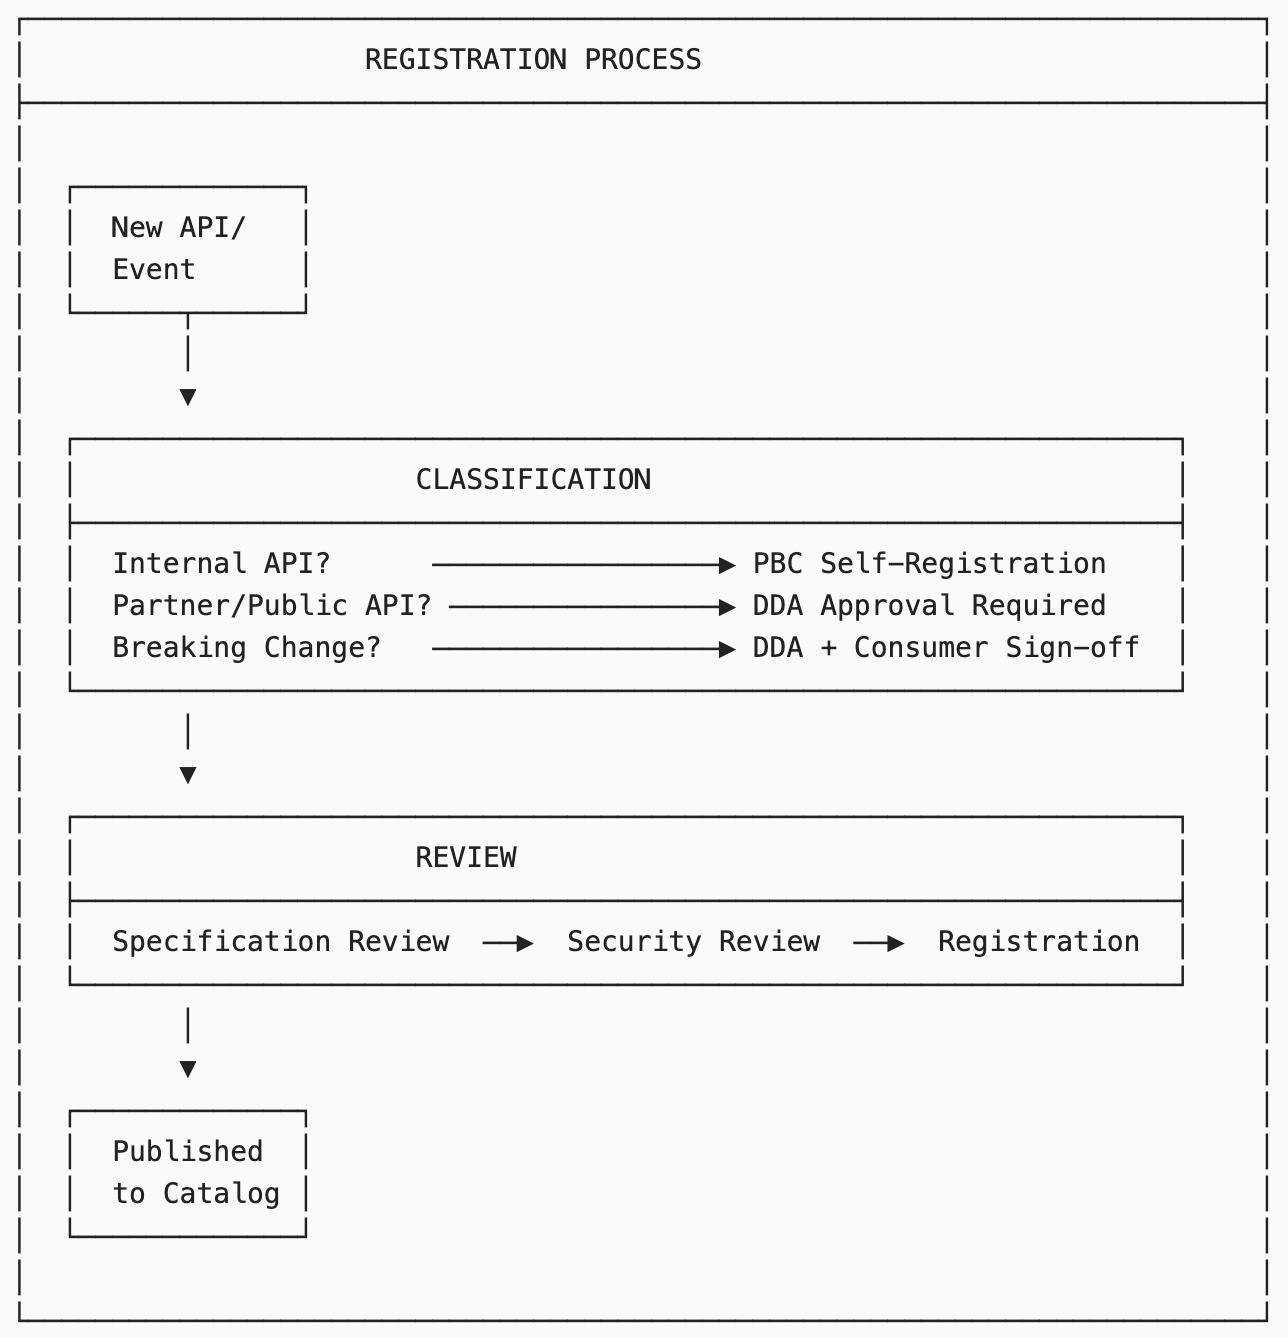 REGISTRATION PROCESS
New API/
Event
CLASSIFICATION
Internal API? ────────▶ PBC Self-Registration
Partner/Public API? ────────▶ DDA Approval Required
Breaking Change? ────────▶ DDA + Consumer Sign-off
REVIEW
Specification Review ──▶ Security Review ──▶ Registration
Published
to Catalog